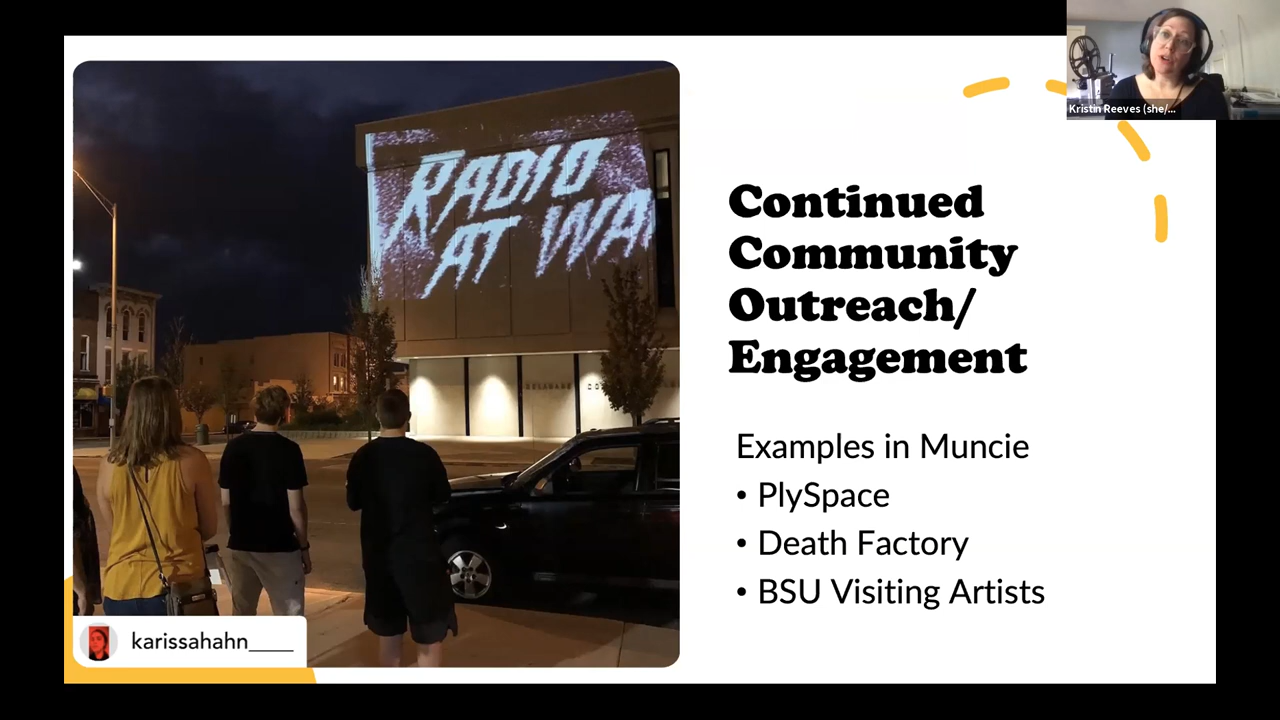 Kristin Reeves (she/...
RADIO
AT WA
Continued
Community
Outreach/
Engagement
Examples in Muncie
• PlySpace
• Death Factory
• BSU Visiting Artists
karissahahn____